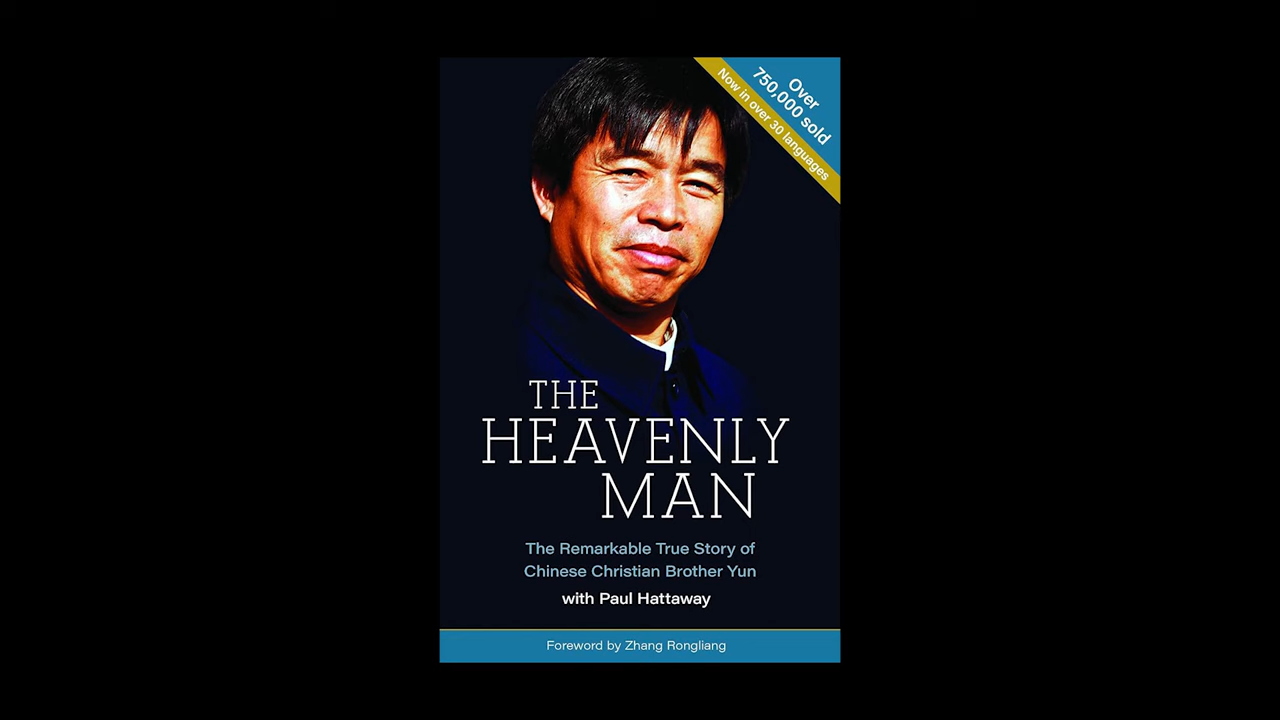 Over
750,000 sold
Now in over 30 languages
THE
HEAVENLY
MAN
The Remarkable True Story of
Chinese Christian Brother Yun
with Paul Hattaway
Foreword by Zhang Rongliang